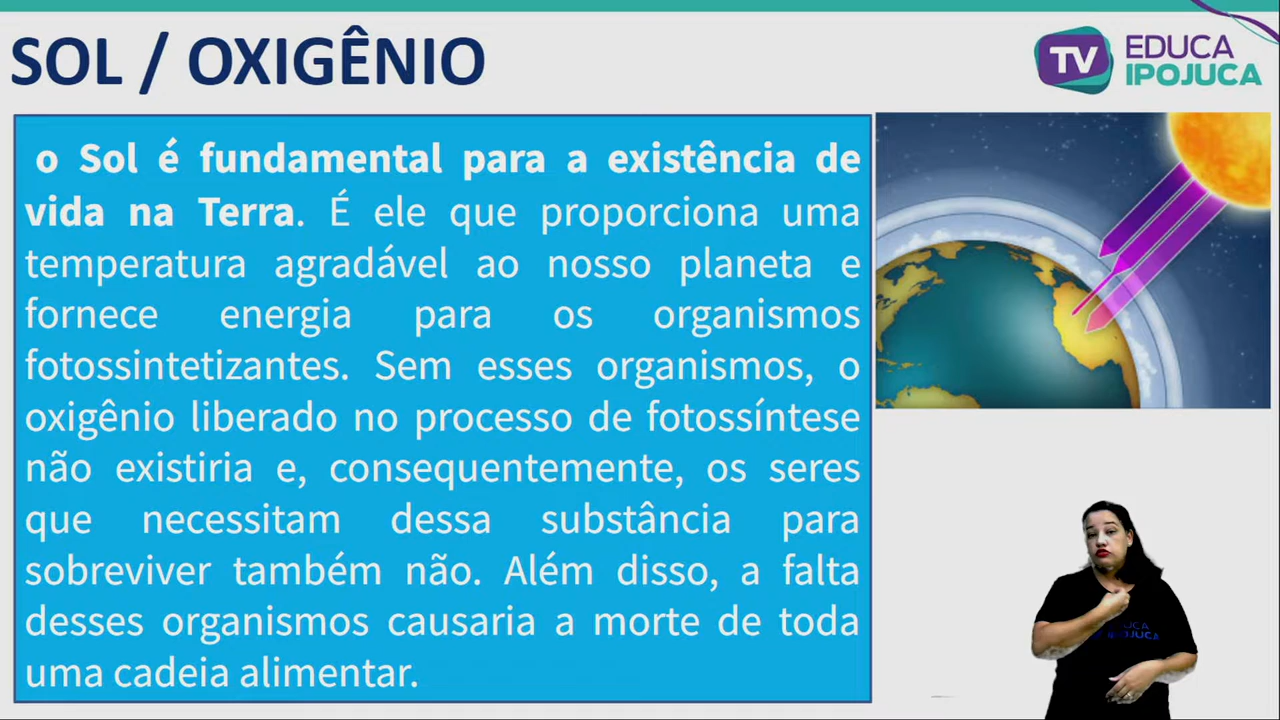 SOL / OXIGÊNIO
TV
EDUCA
IPOJUCA
o Sol é fundamental para a existência de
vida na Terra. É ele que proporciona uma
temperatura agradável ao nosso planeta e
fornece energia para os organismos
fotossintetizantes. Sem esses organismos, o
oxigênio liberado no processo de fotossíntese
não existiria e, consequentemente, os seres
que necessitam dessa substância para
sobreviver também não. Além disso, a falta
desses organismos causaria a morte de toda
uma cadeia alimentar.